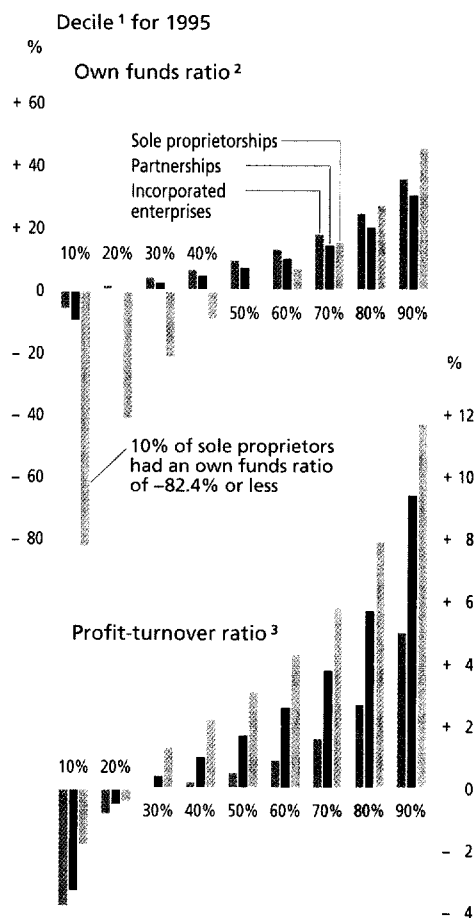 Decile 1 for 1995
%
Own funds ratio 2
+ 60
+ 40
+ 20
0
− 20
− 40
− 60
− 80
Sole proprietorships
Partnerships
Incorporated
enterprises
10% 20% 30% 40%
50% 60% 70% 80% 90%
10% of sole proprietors
had an own funds ratio
of −82.4% or less
%
+ 12
+ 10
+ 8
+ 6
+ 4
+ 2
0
− 2
− 4
Profit-turnover ratio 3
10% 20%
30% 40% 50% 60% 70% 80% 90%